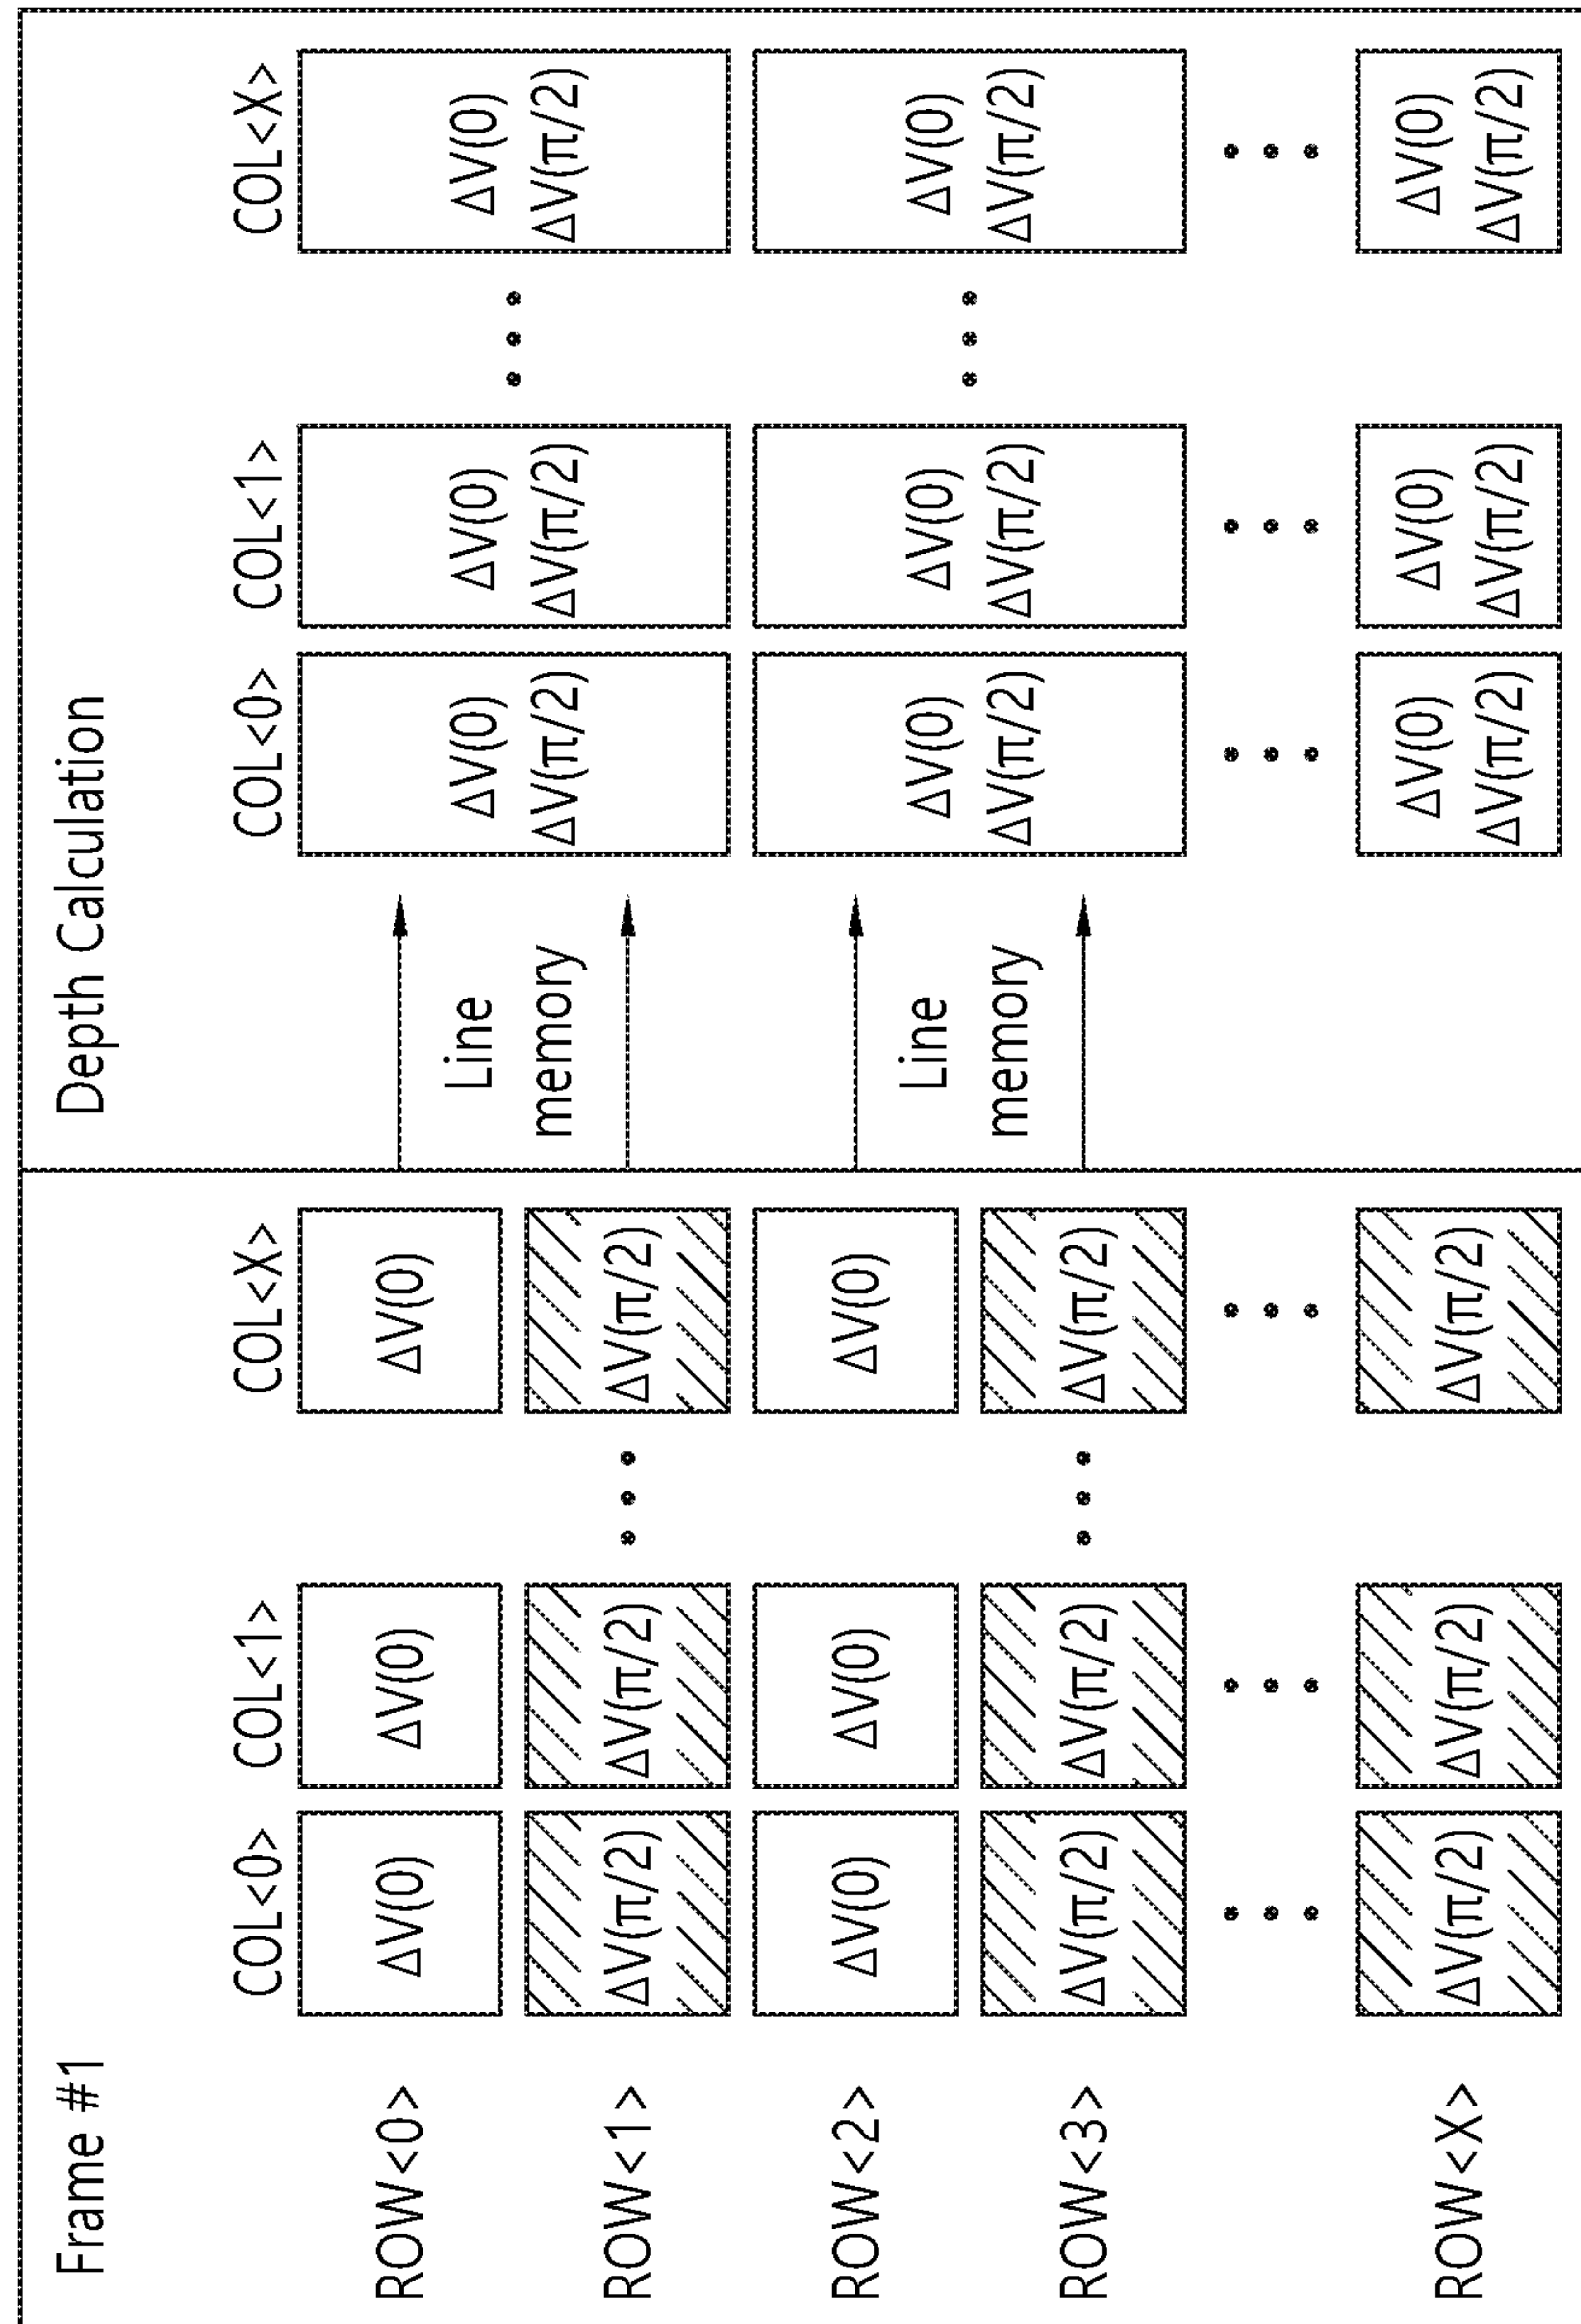 Frame #1
Depth Calculation
COL<0> COL<1> COL<X>
COL<0> COL<1> COL<X>
ROW<0> ΔV(0) ΔV(0) ΔV(0)
ROW<1> ΔV(π/2) ΔV(π/2) ΔV(π/2)
Line
memory
ΔV(0) ΔV(0) ΔV(0)
ΔV(π/2) ΔV(π/2) ΔV(π/2)
ROW<2> ΔV(0) ΔV(0) ΔV(0)
ROW<3> ΔV(π/2) ΔV(π/2) ΔV(π/2)
Line
memory
ΔV(0) ΔV(0) ΔV(0)
ΔV(π/2) ΔV(π/2) ΔV(π/2)
ROW<X> ΔV(π/2) ΔV(π/2) ΔV(π/2)
ΔV(0) ΔV(0) ΔV(0)
ΔV(π/2) ΔV(π/2) ΔV(π/2)